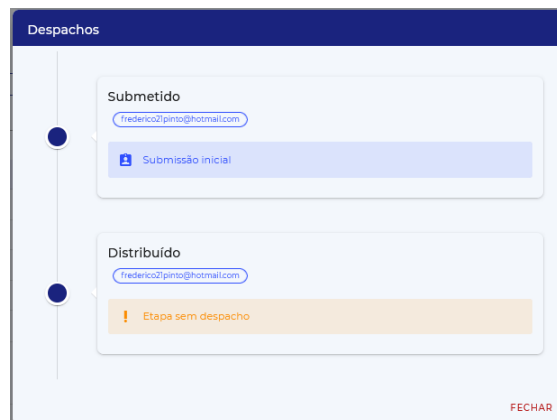 Despachos
Submetido
frederico21pinto@hotmail.com
Submissão inicial
Distribuído
frederico21pinto@hotmail.com
Etapa sem despacho
FECHAR